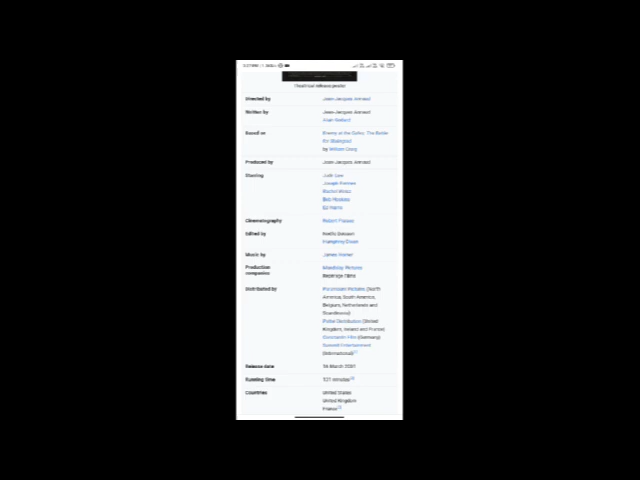 Theatrical release poster
Directed by Jean-Jacques Annaud
Written by Jean-Jacques Annaud
Alain Godard
Based on Enemy at the Gates: The Battle
for Stalingrad
by William Craig
Produced by Jean-Jacques Annaud
Starring Jude Law
Joseph Fiennes
Rachel Weisz
Bob Hoskins
Ed Harris
Cinematography Robert Fraisse
Edited by Noëlle Boisson
Humphrey Dixon
Music by James Horner
Production Mandalay Pictures
companies Repérage Films
Distributed by Paramount Pictures (North
America, South America,
Belgium, Netherlands and
Scandinavia)
Pathé Distribution (United
Kingdom, Ireland and France)
Constantin Film (Germany)
Summit Entertainment
(International)
Release date March 2001
Running time 131 minutes
Countries United States
United Kingdom
France